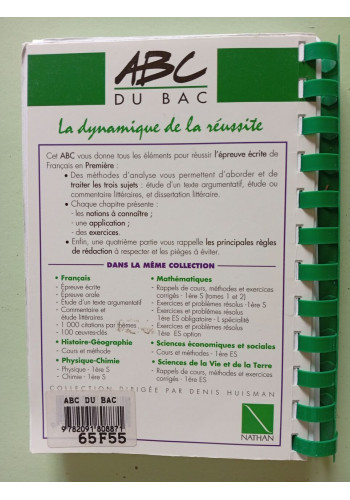 ABC
DU BAC
La dynamique de la réussite
Cet ABC vous donne tous les éléments pour réussir l'épreuve écrite de
Français en Première :
• Des méthodes d'analyse vous permettent d'aborder et de
traiter les trois sujets : étude d'un texte argumentatif, étude ou
commentaire littéraires, et dissertation littéraire.
• Chaque chapitre présente :
- les notions à connaître ;
- une application ;
- des exercices.
• Enfin, une quatrième partie vous rappelle les principales règles
de rédaction à respecter et les pièges à éviter.
DANS LA MÊME COLLECTION
• Français
- Épreuve écrite
- Épreuve orale
- Étude d'un texte argumentatif
- Commentaire et
étude littéraires
- 1 000 citations par thèmes
- 100 œuvres-clés
• Histoire-Géographie
- Cours et méthode
• Physique-Chimie
- Physique - 1ère S
- Chimie - 1ère S
• Mathématiques
- Rappels de cours, méthodes et exercices
corrigés - 1ère S (tomes 1 et 2)
- Exercices et problèmes résolus - 1ère S
- Exercices et problèmes résolus
1ère ES obligatoire - L spécialité
- Exercices et problèmes résolus
1ère ES option
• Sciences économiques et sociales
- Cours et méthodes - 1ère ES
• Sciences de la Vie et de la Terre
- Rappels de cours, méthodes et exercices
corrigés - 1ère S
COLLECTION DIRIGÉE PAR DENIS HUISMAN
ABC DU BAC
9 782091 808871
65F55
NATHAN